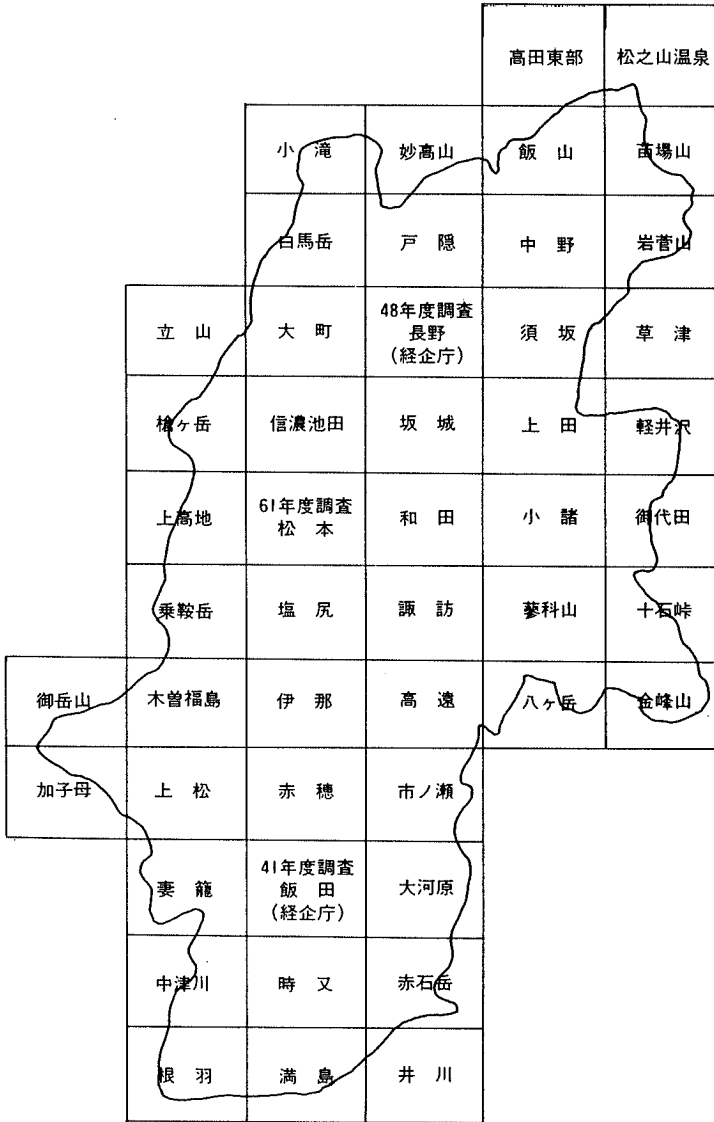 高田東部 松之山温泉
小滝 妙高山 飯山 苗場山
白馬岳 戸隠 中野 岩菅山
立山 大町 48年度調査 長野 (経企庁) 須坂 草津
槍ヶ岳 信濃池田 坂城 上田 軽井沢
上高地 61年度調査 松本 和田 小諸 御代田
乗鞍岳 塩尻 諏訪 蓼科山 十石峠
御岳山 木曽福島 伊那 高遠 八ヶ岳 金峰山
加子母 上松 赤穂 市ノ瀬
妻籠 41年度調査 飯田 (経企庁) 大河原
中津川 時又 赤石岳
根羽 満島 井川